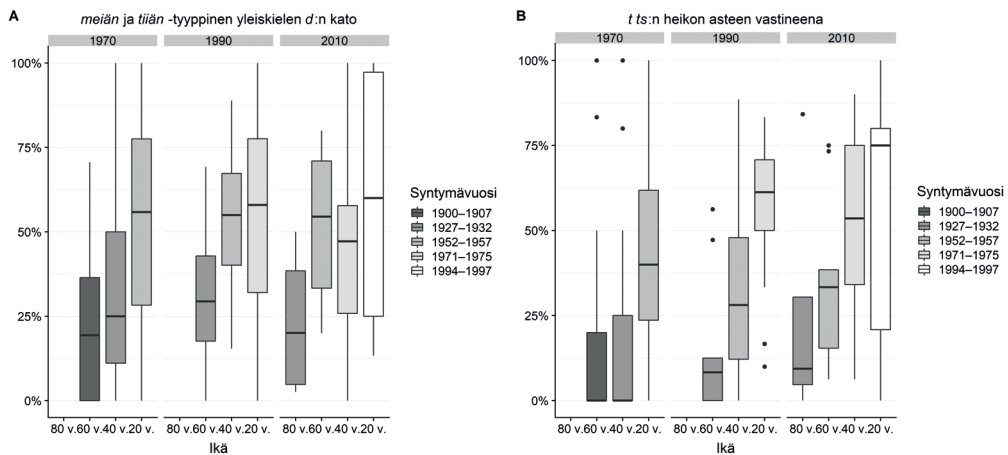 A
meiän ja tiiän -tyyppinen yleiskielen d:n kato
1970 1990 2010
100%
75%
50%
25%
0%
80 v.60 v.40 v.20 v. 80 v.60 v.40 v.20 v. 80 v.60 v.40 v.20 v.
Ikä
Syntymävuosi
1900–1907
1927–1932
1952–1957
1971–1975
1994–1997
B
t ts:n heikon asteen vastineena
1970 1990 2010
100%
75%
50%
25%
0%
80 v.60 v.40 v.20 v. 80 v.60 v.40 v.20 v. 80 v.60 v.40 v.20 v.
Ikä
Syntymävuosi
1900–1907
1927–1932
1952–1957
1971–1975
1994–1997